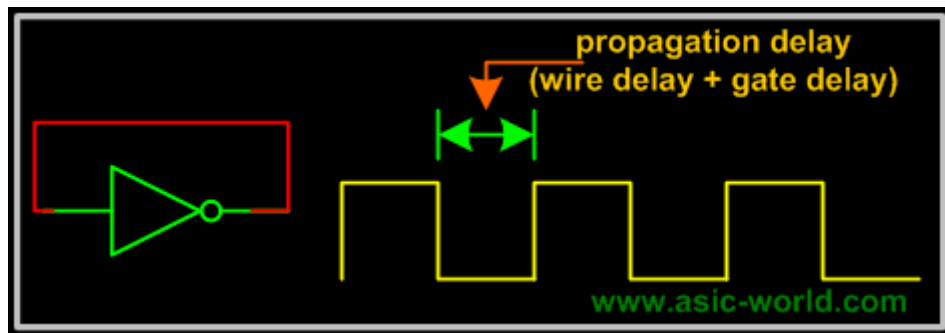 propagation delay
(wire delay + gate delay)
www.asic-world.com